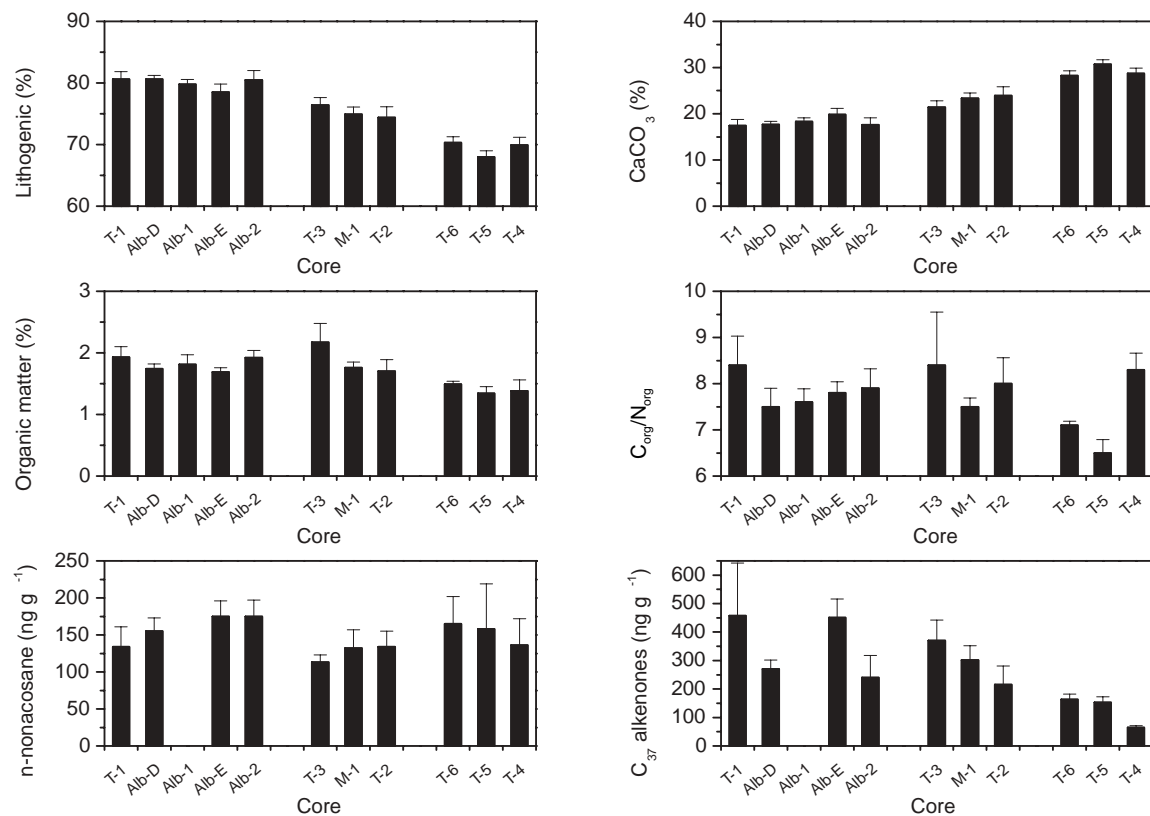 90
80
70
60
Lithogenic (%)
T-1 Alb-D Alb-1 Alb-E Alb-2 T-3 M-1 T-2 T-6 T-5 T-4
Core
40
30
20
10
0
CaCO3 (%)
T-1 Alb-D Alb-1 Alb-E Alb-2 T-3 M-1 T-2 T-6 T-5 T-4
Core
3
2
1
0
Organic matter (%)
T-1 Alb-D Alb-1 Alb-E Alb-2 T-3 M-1 T-2 T-6 T-5 T-4
Core
10
9
8
7
6
Corg/Norg
T-1 Alb-D Alb-1 Alb-E Alb-2 T-3 M-1 T-2 T-6 T-5 T-4
Core
250
200
150
100
50
0
n-nonacosane (ng g -1)
T-1 Alb-D Alb-1 Alb-E Alb-2 T-3 M-1 T-2 T-6 T-5 T-4
Core
600
500
400
300
200
100
0
C37 alkenones (ng g -1)
T-1 Alb-D Alb-1 Alb-E Alb-2 T-3 M-1 T-2 T-6 T-5 T-4
Core